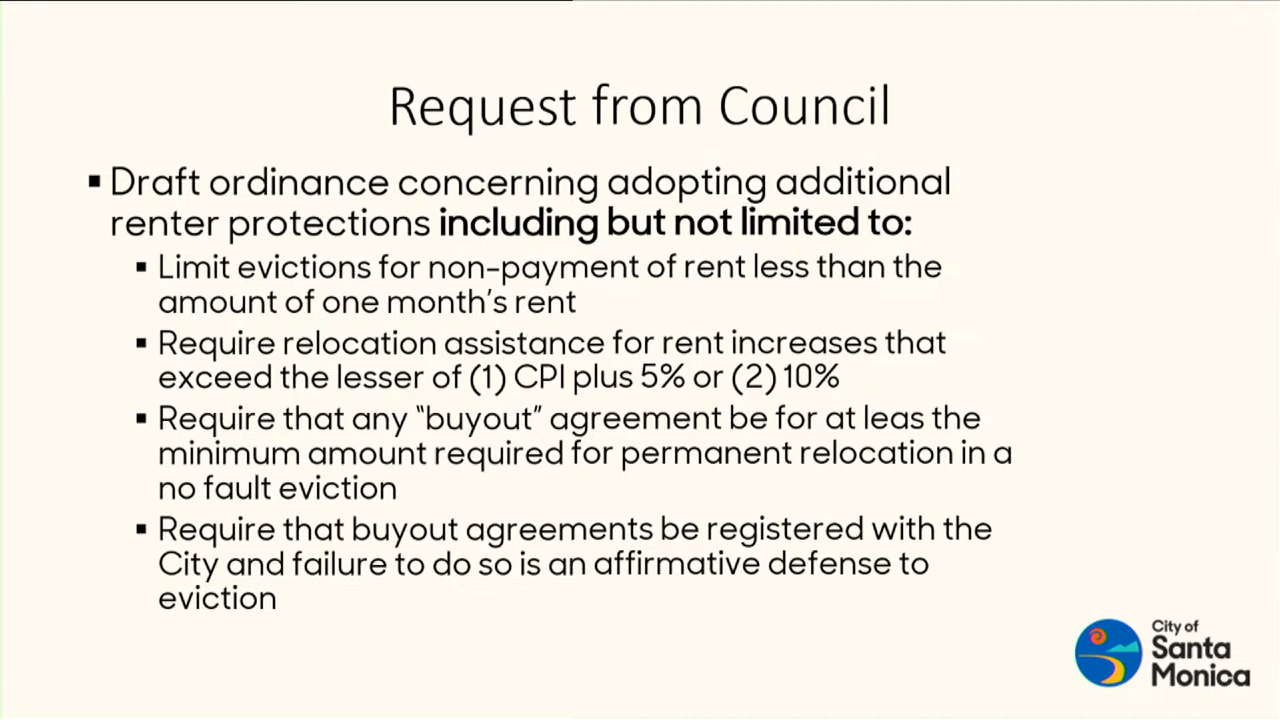 Request from Council
▪ Draft ordinance concerning adopting additional
renter protections including but not limited to:
▪ Limit evictions for non-payment of rent less than the
amount of one month's rent
▪ Require relocation assistance for rent increases that
exceed the lesser of (1) CPI plus 5% or (2) 10%
▪ Require that any “buyout” agreement be for at leas the
minimum amount required for permanent relocation in a
no fault eviction
▪ Require that buyout agreements be registered with the
City and failure to do so is an affirmative defense to
eviction
City of
Santa
Monica